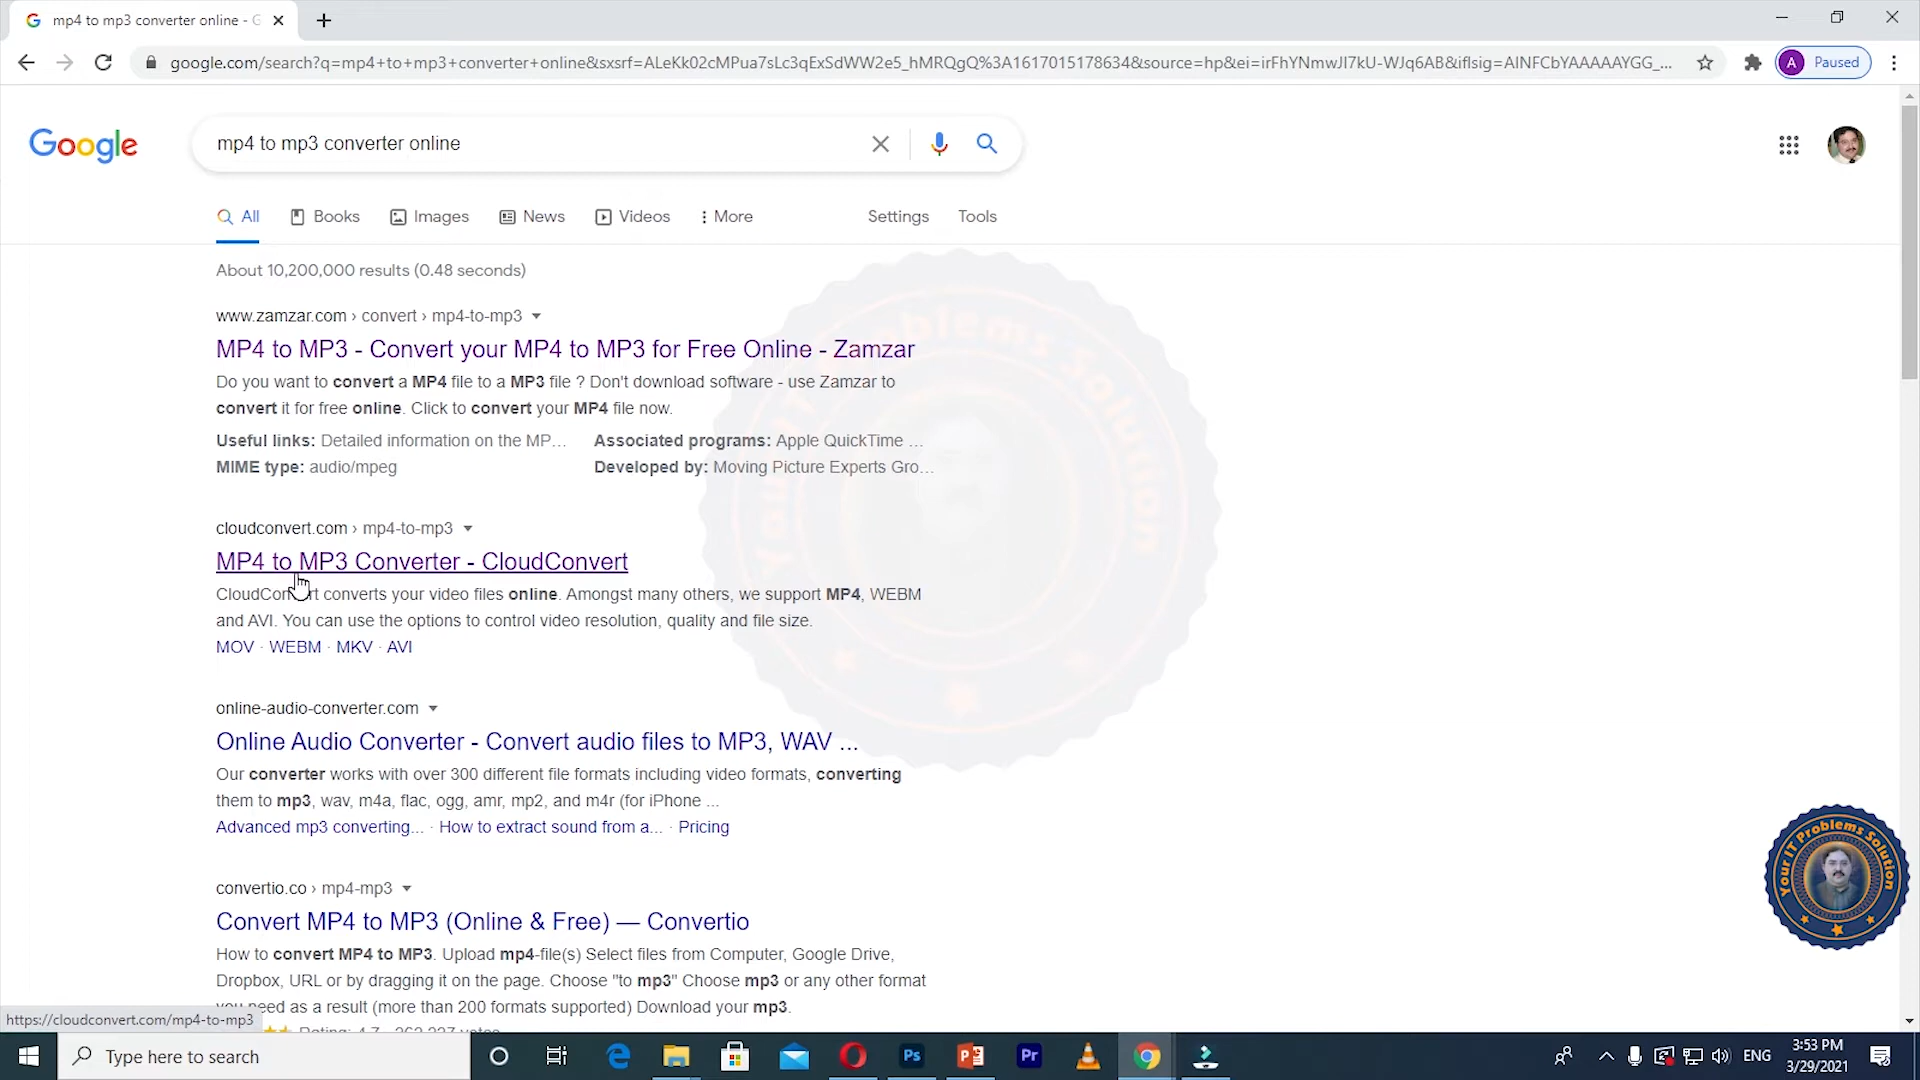 mp4 to mp3 converter online - G
google.com/search?q=mp4+to+mp3+converter+online&sxsrf=ALeKk02cMPua7sLc3qExSdWW2e5_hMRQgQ%3A1617015178634&source=hp&ei=irFhYNmwJI7kU-WJq6AB&iflsig=AINFCbYAAAAAYGG_...
A Paused
Google
mp4 to mp3 converter online
All Books Images News Videos More Settings Tools
About 10,200,000 results (0.48 seconds)
www.zamzar.com › convert › mp4-to-mp3
MP4 to MP3 - Convert your MP4 to MP3 for Free Online - Zamzar
Do you want to convert a MP4 file to a MP3 file ? Don't download software - use Zamzar to
convert it for free online. Click to convert your MP4 file now.
Useful links: Detailed information on the MP... Associated programs: Apple QuickTime ...
MIME type: audio/mpeg Developed by: Moving Picture Experts Gro...
cloudconvert.com › mp4-to-mp3
MP4 to MP3 Converter - CloudConvert
CloudConvert converts your video files online. Amongst many others, we support MP4, WEBM
and AVI. You can use the options to control video resolution, quality and file size.
MOV · WEBM · MKV · AVI
online-audio-converter.com
Online Audio Converter - Convert audio files to MP3, WAV ...
Our converter works with over 300 different file formats including video formats, converting
them to mp3, wav, m4a, flac, ogg, amr, mp2, and m4r (for iPhone ...
Advanced mp3 converting... · How to extract sound from a... · Pricing
convertio.co › mp4-mp3
Convert MP4 to MP3 (Online & Free) — Convertio
How to convert MP4 to MP3. Upload mp4-file(s) Select files from Computer, Google Drive,
Dropbox, URL or by dragging it on the page. Choose "to mp3" Choose mp3 or any other format
you need as a result (more than 200 formats supported) Download your mp3.
Your IT Problems Solution
Your IT Problems Solution
https://cloudconvert.com/mp4-to-mp3
Type here to search
Ps
Pr
ENG
3:53 PM
3/29/2021